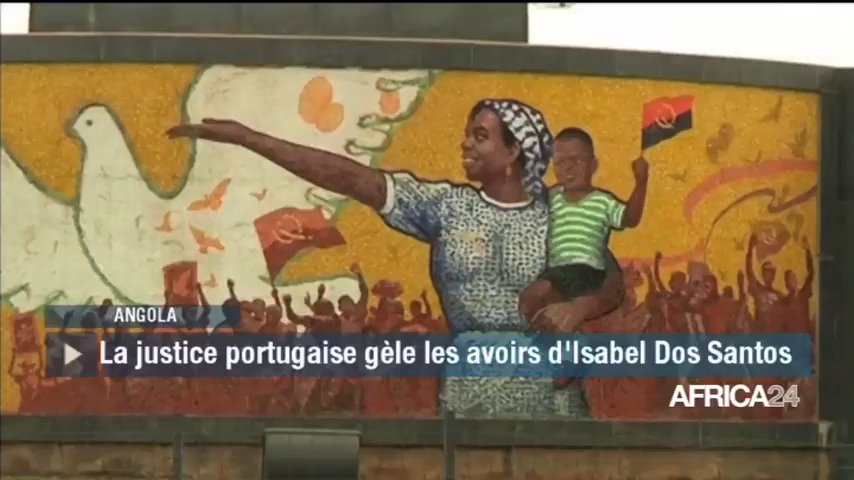 ANGOLA
La justice portugaise gèle les avoirs d'Isabel Dos Santos
AFRICA24